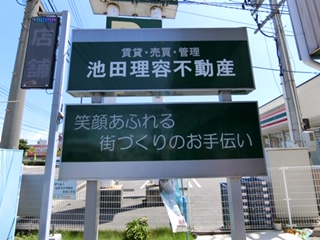 店舗
賃貸・売買・管理
池田理容不動産
笑顔あふれる
街づくりのお手伝い